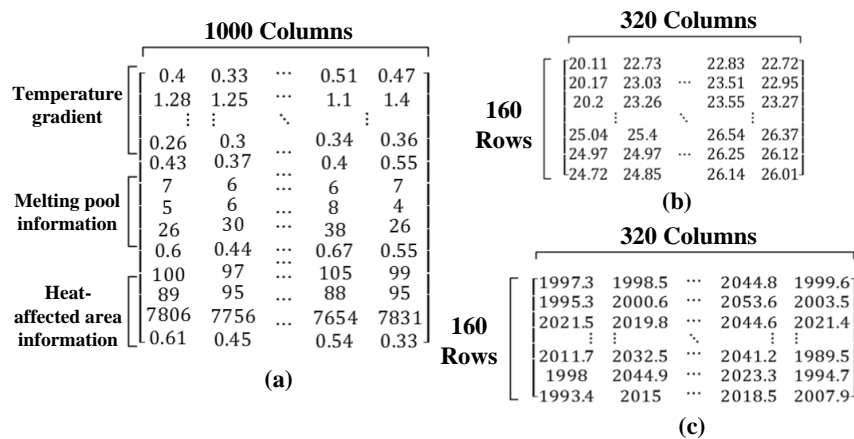 1000 Columns
Temperature
gradient
Melting pool
information
Heat-
affected area
information
0.4 0.33 ⋯ 0.51 0.47
1.28 1.25 ⋯ 1.1 1.4
⋮ ⋮ ⋱ ⋮
0.26 0.3 ... 0.34 0.36
0.43 0.37 ... 0.4 0.55
7 6 ... 6 7
5 6 ... 8 4
26 30 ... 38 26
0.6 0.44 ... 0.67 0.55
100 97 ... 105 99
89 95 ... 88 95
7806 7756 ... 7654 7831
0.61 0.45 ... 0.54 0.33
(a)
320 Columns
160
Rows
20.11 22.73 22.83 22.72
20.17 23.03 ⋯ 23.51 22.95
20.2 23.26 23.55 23.27
⋮ ⋱ ⋮
25.04 25.4 26.54 26.37
24.97 24.97 ⋯ 26.25 26.12
24.72 24.85 26.14 26.01
(b)
320 Columns
160
Rows
1997.3 1998.5 ⋯ 2044.8 1999.6
1995.3 2000.6 ⋯ 2053.6 2003.5
2021.5 2019.8 ⋯ 2044.6 2021.4
⋮ ⋮ ⋱ ⋮ ⋮
2011.7 2032.5 ⋯ 2041.2 1989.5
1998 2044.9 ⋯ 2023.3 1994.7
1993.4 2015 ⋯ 2018.5 2007.9
(c)